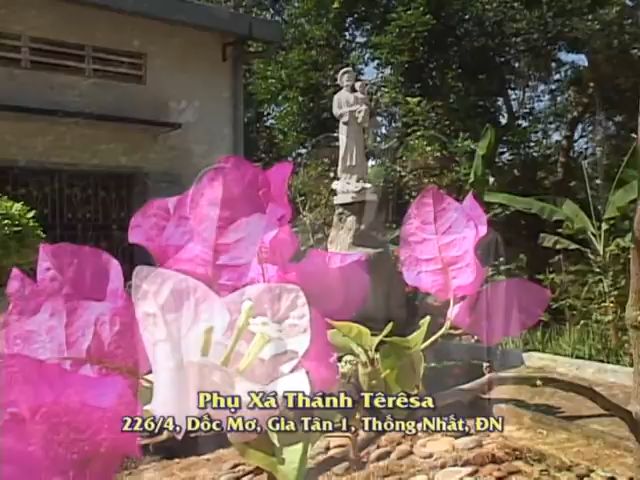 Phụ Xá Thánh Têrêsa
226/4, Dốc Mơ, Gia Tân-1, Thống Nhất, ĐN